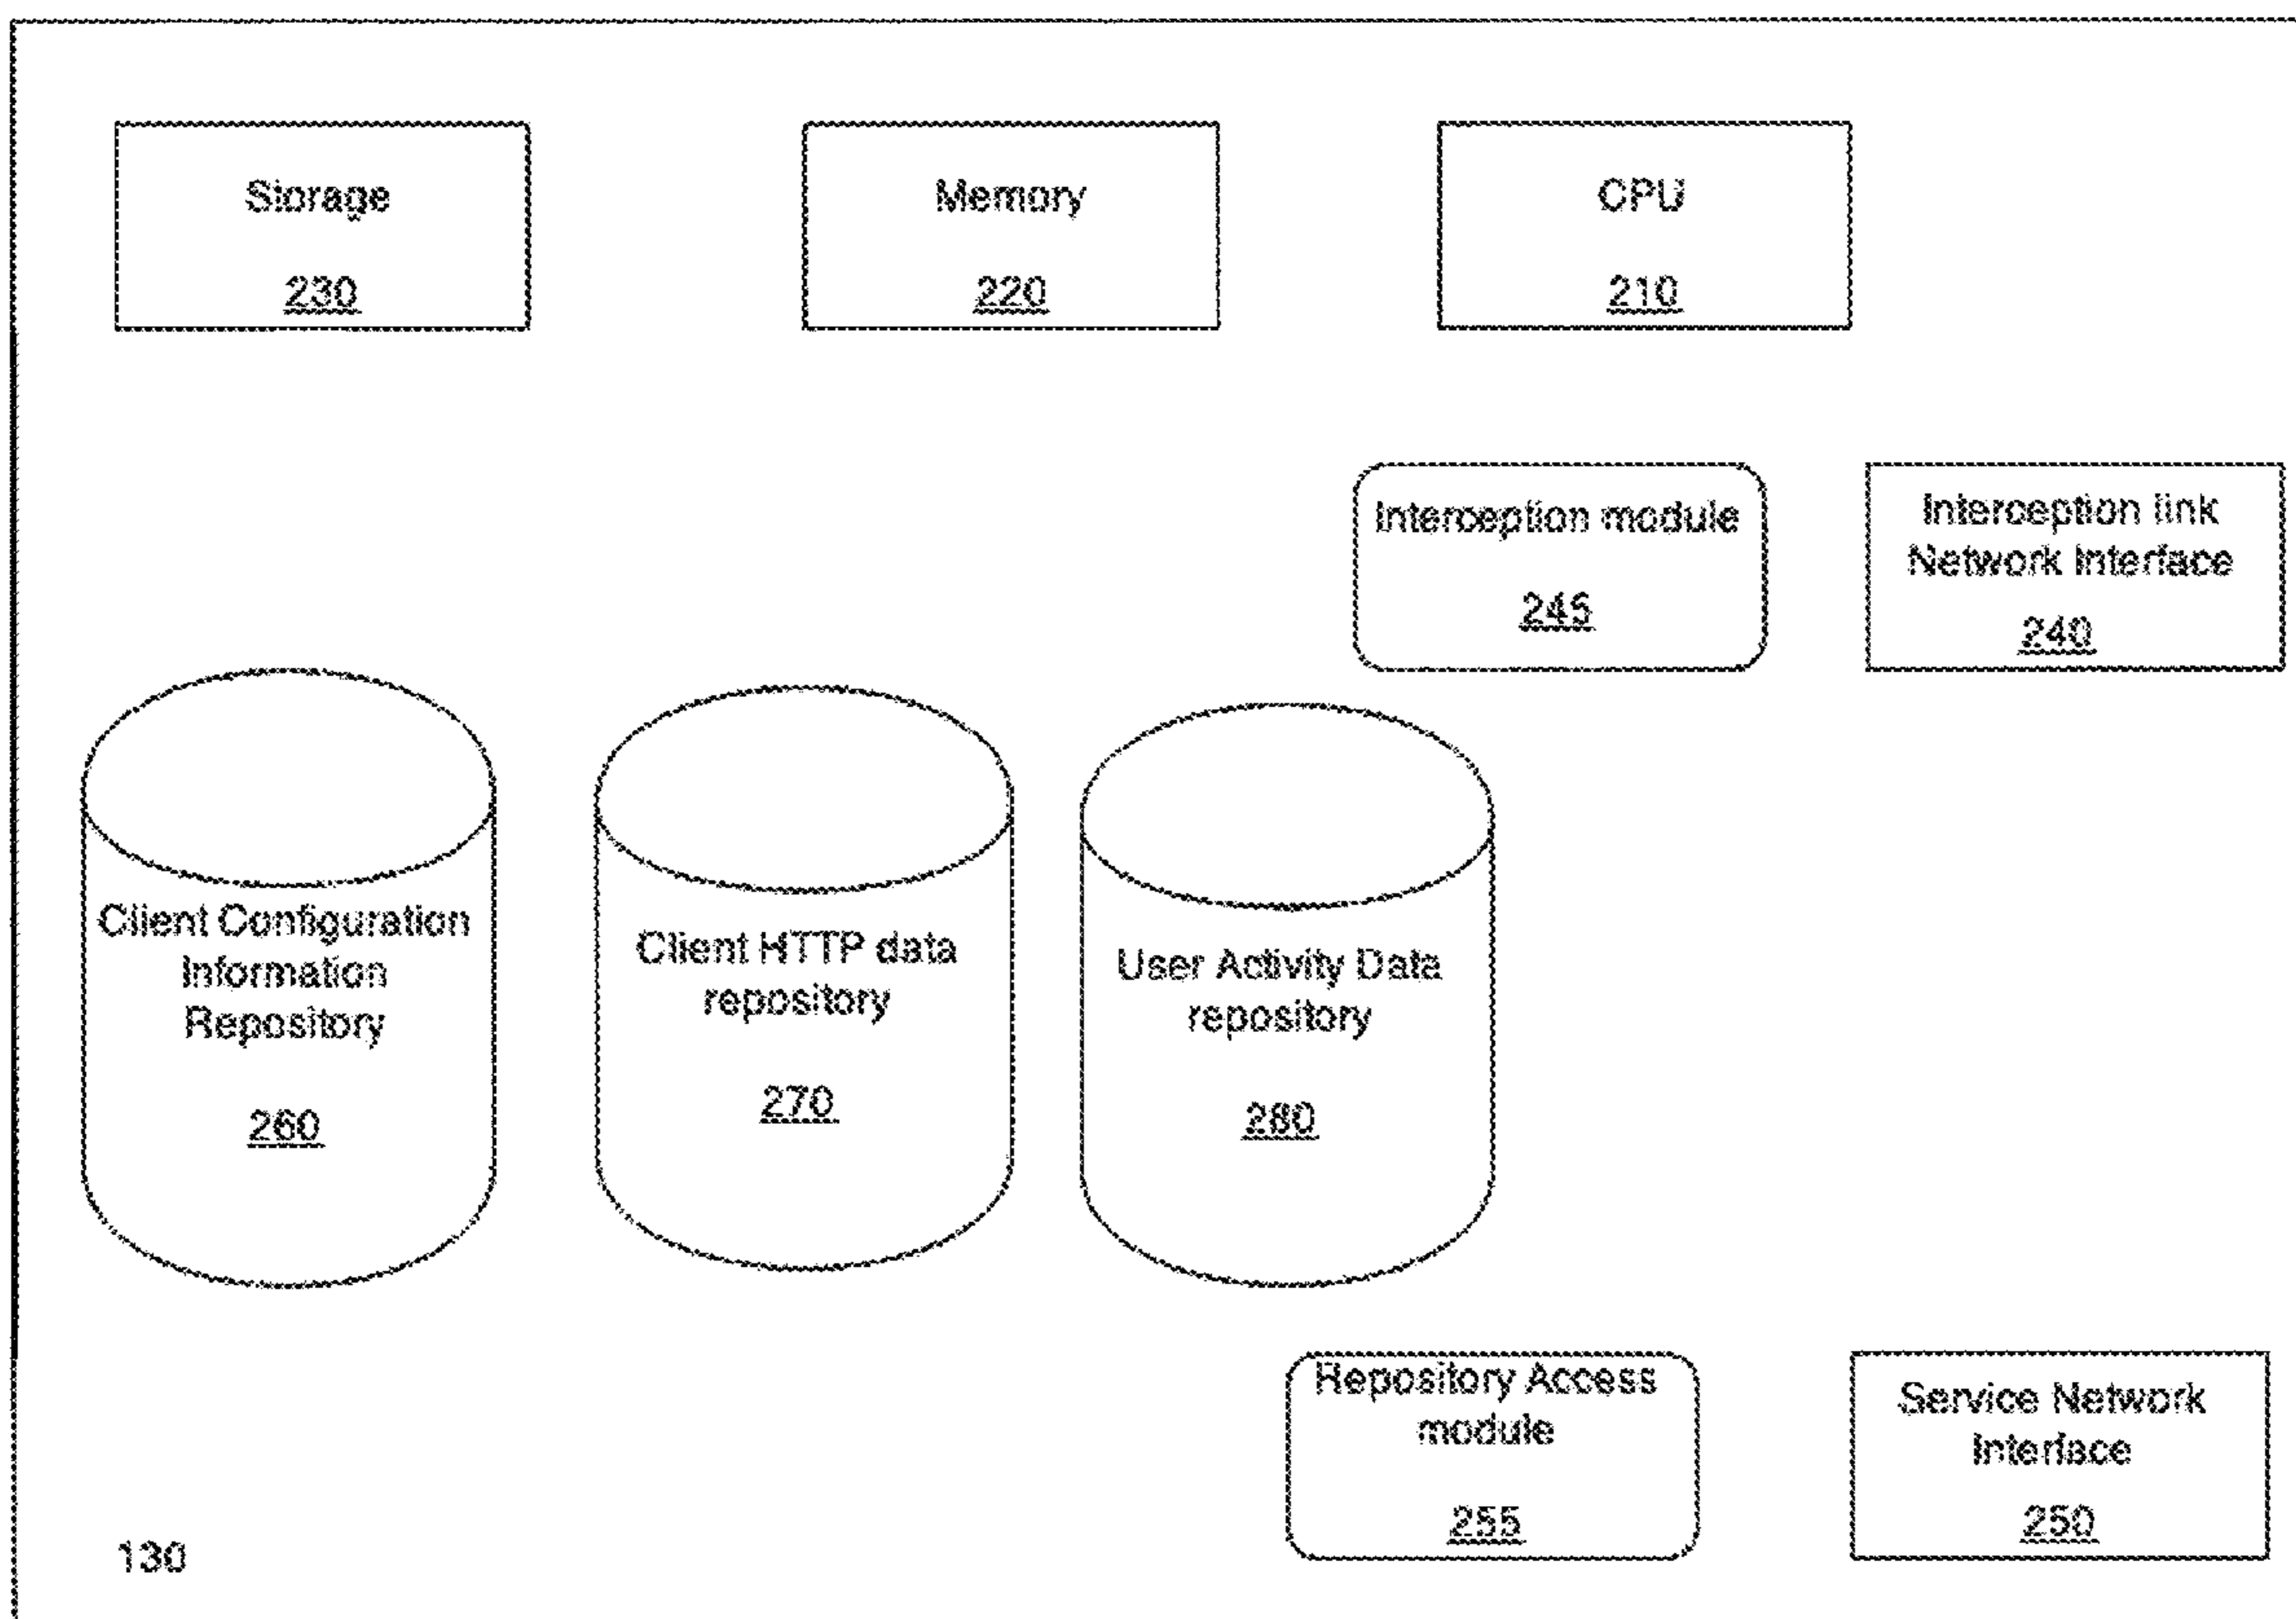 Storage
230
Memory
220
CPU
210
Interception module
245
Interception link
Network Interface
240
Client Configuration
Information
Repository
260
Client HTTP data
repository
270
User Activity Data
repository
280
Repository Access
module
255
Service Network
Interface
250
130